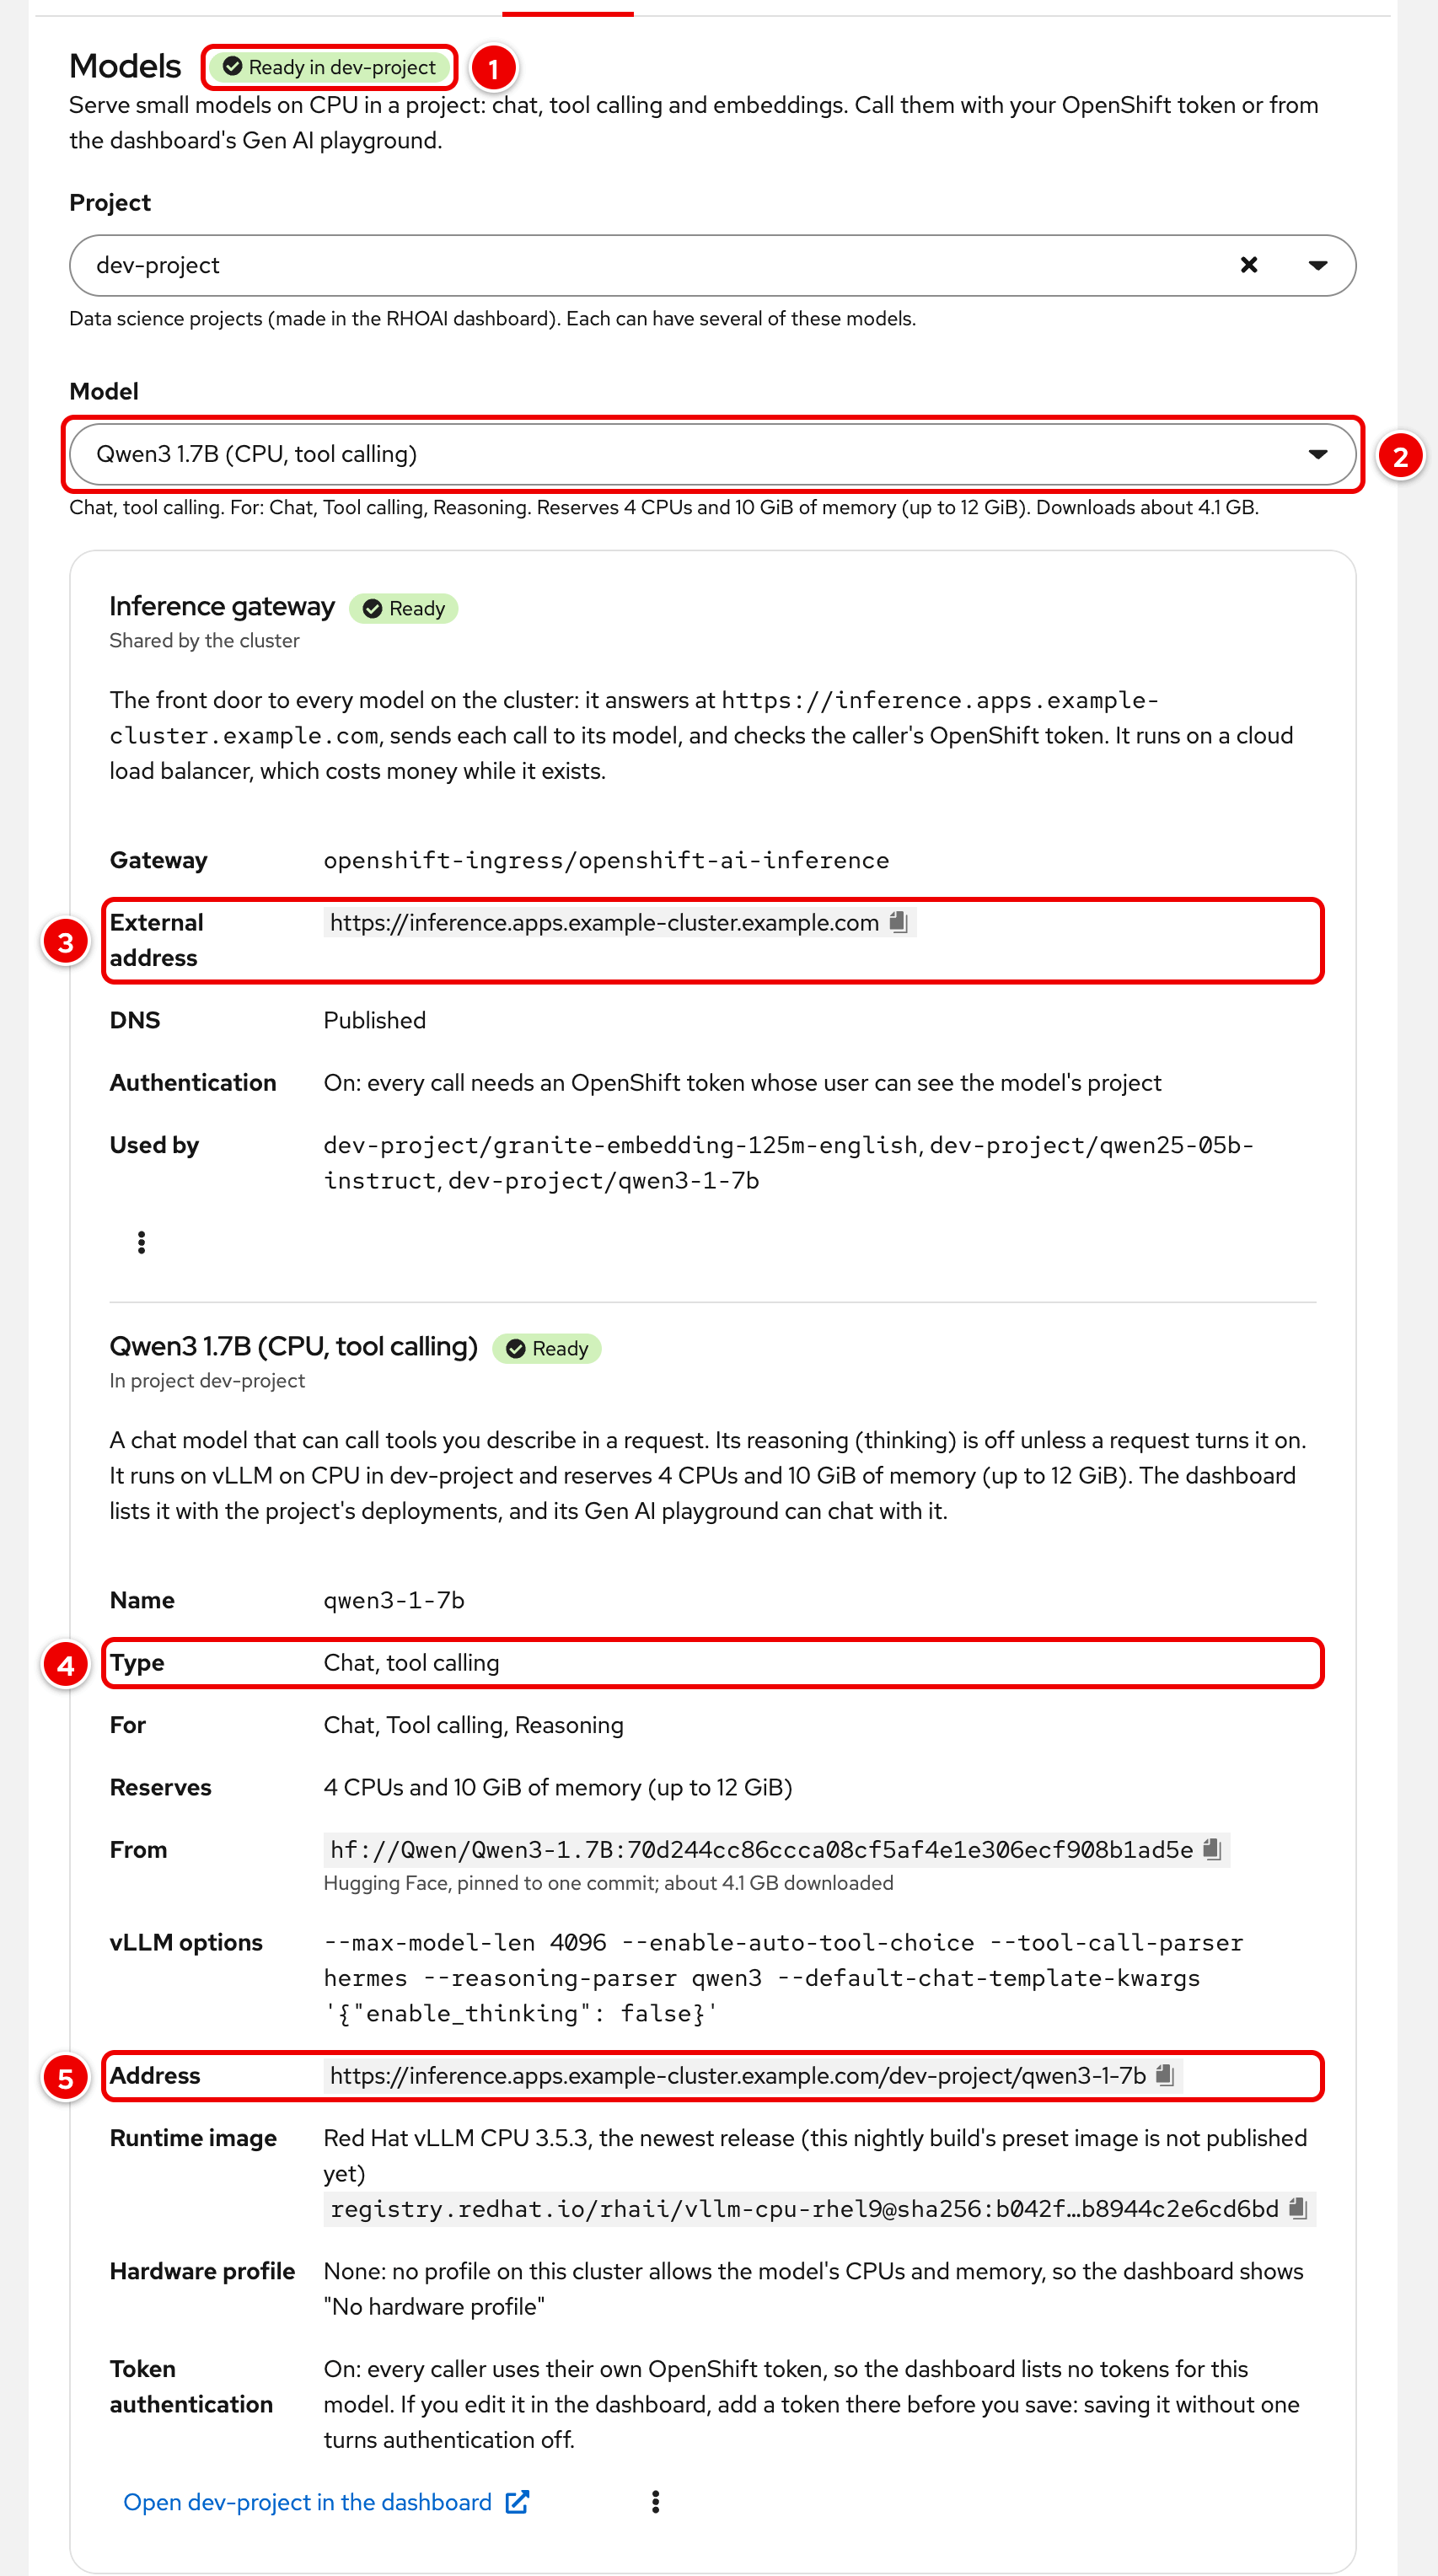 Models Ready in dev-project 1
Serve small models on CPU in a project: chat, tool calling and embeddings. Call them with your OpenShift token or from
the dashboard's Gen AI playground.
Project
dev-project
Data science projects (made in the RHOAI dashboard). Each can have several of these models.
Model
Qwen3 1.7B (CPU, tool calling) 2
Chat, tool calling. For: Chat, Tool calling, Reasoning. Reserves 4 CPUs and 10 GiB of memory (up to 12 GiB). Downloads about 4.1 GB.
Inference gateway Ready
Shared by the cluster
The front door to every model on the cluster: it answers at https://inference.apps.example-
cluster.example.com, sends each call to its model, and checks the caller's OpenShift token. It runs on a cloud
load balancer, which costs money while it exists.
Gateway openshift-ingress/openshift-ai-inference
3 External https://inference.apps.example-cluster.example.com
address
DNS Published
Authentication On: every call needs an OpenShift token whose user can see the model's project
Used by dev-project/granite-embedding-125m-english, dev-project/qwen25-05b-
instruct, dev-project/qwen3-1-7b
Qwen3 1.7B (CPU, tool calling) Ready
In project dev-project
A chat model that can call tools you describe in a request. Its reasoning (thinking) is off unless a request turns it on.
It runs on vLLM on CPU in dev-project and reserves 4 CPUs and 10 GiB of memory (up to 12 GiB). The dashboard
lists it with the project's deployments, and its Gen AI playground can chat with it.
Name qwen3-1-7b
4 Type Chat, tool calling
For Chat, Tool calling, Reasoning
Reserves 4 CPUs and 10 GiB of memory (up to 12 GiB)
From hf://Qwen/Qwen3-1.7B:70d244cc86ccca08cf5af4e1e306ecf908b1ad5e
Hugging Face, pinned to one commit; about 4.1 GB downloaded
vLLM options --max-model-len 4096 --enable-auto-tool-choice --tool-call-parser
hermes --reasoning-parser qwen3 --default-chat-template-kwargs
'{"enable_thinking": false}'
5 Address https://inference.apps.example-cluster.example.com/dev-project/qwen3-1-7b
Runtime image Red Hat vLLM CPU 3.5.3, the newest release (this nightly build's preset image is not published
yet)
registry.redhat.io/rhaii/vllm-cpu-rhel9@sha256:b042f…b8944c2e6cd6bd
Hardware profile None: no profile on this cluster allows the model's CPUs and memory, so the dashboard shows
"No hardware profile"
Token On: every caller uses their own OpenShift token, so the dashboard lists no tokens for this
authentication model. If you edit it in the dashboard, add a token there before you save: saving it without one
turns authentication off.
Open dev-project in the dashboard